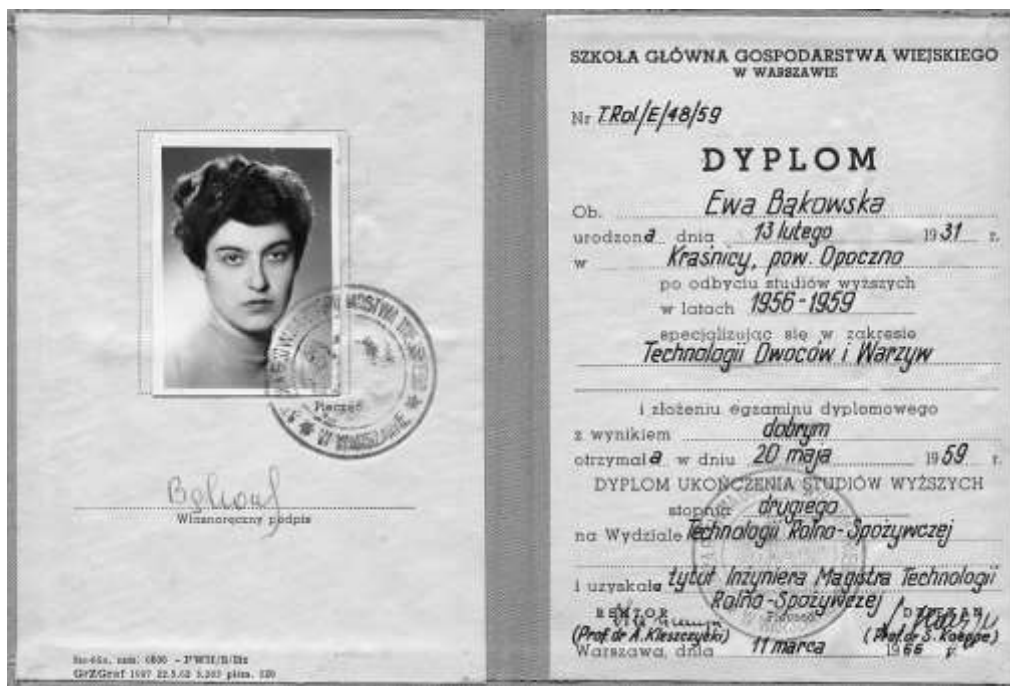 Pieczęć
W WARSZAWIE
Własnoręczny podpis
SZKOŁA GŁÓWNA GOSPODARSTWA WIEJSKIEGO
W WARSZAWIE
Nr T.Rol./E/48/59
DYPLOM
Ob. Ewa Bąkowska
urodzona dnia 13 lutego 1931 r.
w Kraśnicy, pow. Opoczno
po odbyciu studiów wyższych
w latach 1956-1959
specjalizując się w zakresie
Technologii Owoców i Warzyw
i złożeniu egzaminu dyplomowego
z wynikiem dobrym
otrzymała w dniu 20 maja 1959 r.
DYPLOM UKOŃCZENIA STUDIÓW WYŻSZYCH
stopnia drugiego
na Wydziale Technologii Rolno-Spożywczej
i uzyskała tytuł Inżyniera Magistra Technologii
Rolno-Spożywczej
REKTOR Pieczęć DZIEKAN
(Prof. dr A. Kleszczycki) (Prof. dr S. Koeppe)
Warszawa, dnia 11 marca 1966 r.